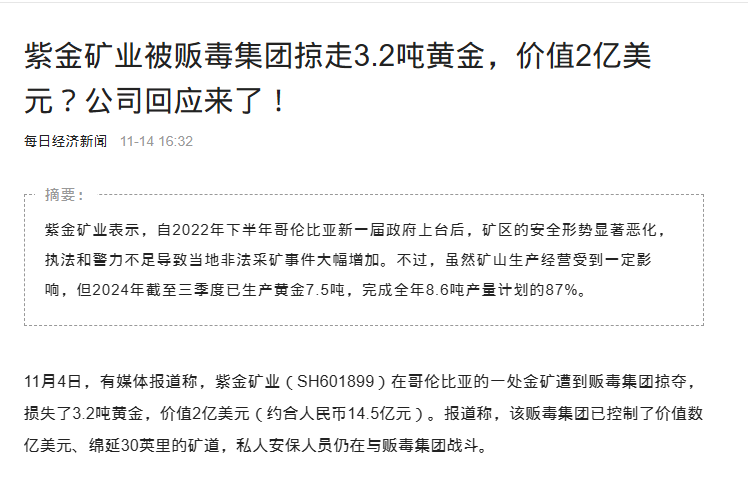 紫金矿业被贩毒集团掠走3.2吨黄金，价值2亿美
元？公司回应来了！
每日经济新闻 11-14 16:32
摘要：
紫金矿业表示，自2022年下半年哥伦比亚新一届政府上台后，矿区的安全形势显著恶化，
执法和警力不足导致当地非法采矿事件大幅增加。不过，虽然矿山生产经营受到一定影
响，但2024年截至三季度已生产黄金7.5吨，完成全年8.6吨产量计划的87%。
11月4日，有媒体报道称，紫金矿业（SH601899）在哥伦比亚的一处金矿遭到贩毒集团掠夺，
损失了3.2吨黄金，价值2亿美元（约合人民币14.5亿元）。报道称，该贩毒集团已控制了价值数
亿美元、绵延30英里的矿道，私人安保人员仍在与贩毒集团战斗。